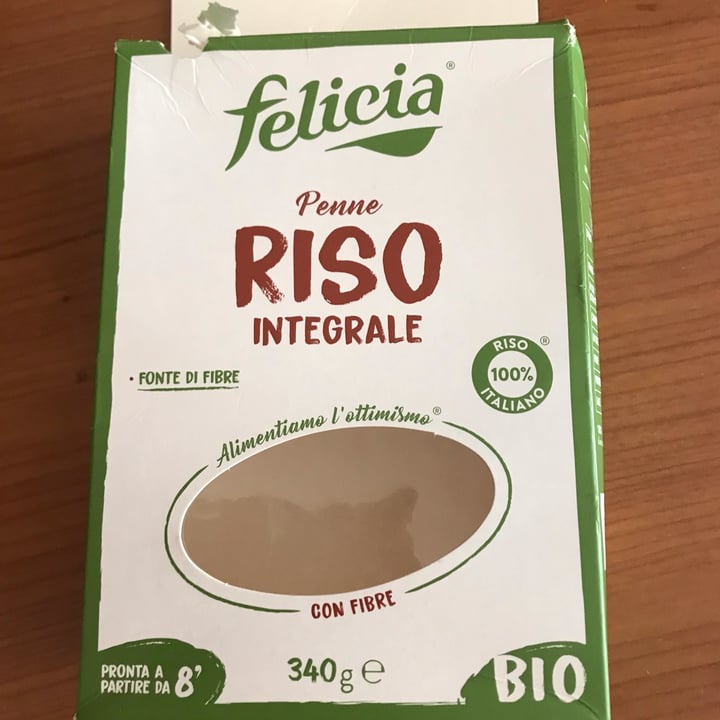 felicia®
Penne
RISO
INTEGRALE
• FONTE DI FIBRE
RISO ®
100%
ITALIANO
Alimentiamo l'ottimismo®
CON FIBRE
PRONTA A
PARTIRE DA 8'
340g e
BIO